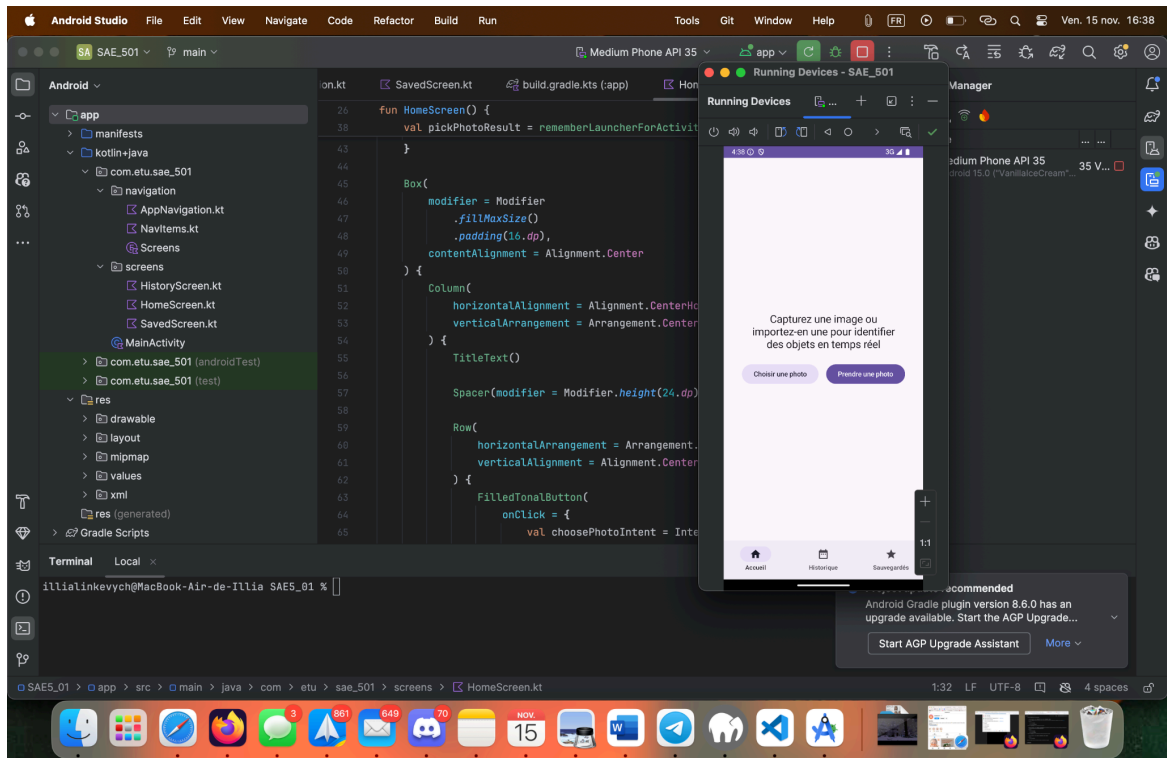 Android Studio File Edit View Navigate Code Refactor Build Run Tools Git Window Help FR Ven. 15 nov. 16:38
SA SAE_501 main Medium Phone API 35 app
Android
ion.kt SavedScreen.kt build.gradle.kts (:app) Hon
Manager
app
manifests
kotlin+java
com.etu.sae_501
navigation
AppNavigation.kt
NavItems.kt
Screens
screens
HistoryScreen.kt
HomeScreen.kt
SavedScreen.kt
MainActivity
com.etu.sae_501 (androidTest)
com.etu.sae_501 (test)
res
drawable
layout
mipmap
values
xml
res (generated)
Gradle Scripts
26 fun HomeScreen() {
38 val pickPhotoResult = rememberLauncherForActivit
43 }
44
45 Box(
46 modifier = Modifier
47 .fillMaxSize()
48 .padding(16.dp),
49 contentAlignment = Alignment.Center
50 ) {
51 Column(
52 horizontalAlignment = Alignment.CenterHo
53 verticalArrangement = Arrangement.Center
54 ) {
55 TitleText()
56
57 Spacer(modifier = Modifier.height(24.dp)
58
59 Row(
60 horizontalArrangement = Arrangement.
61 verticalAlignment = Alignment.Center
62 ) {
63 FilledTonalButton(
64 onClick = {
65 val choosePhotoIntent = Inte
Running Devices - SAE_501
Running Devices
4:38 3G
Capturez une image ou
importez-en une pour identifier
des objets en temps réel
Choisir une photo Prendre une photo
1:1
Accueil Historique Sauvegardés
edium Phone API 35
droid 15.0 ("VanillaIceCream"...
35 V...
Terminal Local
illialinkevych@MacBook-Air-de-Illia SAE5_01 %
commended
Android Gradle plugin version 8.6.0 has an
upgrade available. Start the AGP Upgrade...
Start AGP Upgrade Assistant More
SAE5_01 > app > src > main > java > com > etu > sae_501 > screens > HomeScreen.kt 1:32 LF UTF-8 4 spaces
3 861 649 70 NOV. 15 W